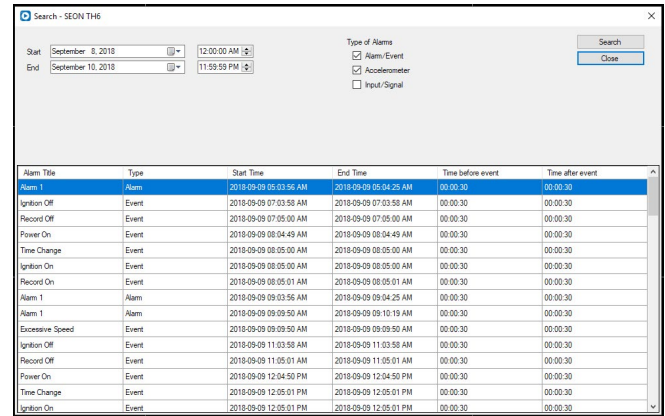 Search - SEON TH6
Type of Alarms
Start September 8, 2018 12:00:00 AM
End September 10, 2018 11:59:59 PM
Alarm/Event
Accelerometer
Input/Signal
Search
Close
Alarm Title Type Start Time End Time Time before event Time after event
Alarm 1 Alarm 2018-09-09 05:03:56 AM 2018-09-09 05:04:25 AM 00:00:30 00:00:30
Ignition Off Event 2018-09-09 07:03:58 AM 2018-09-09 07:03:58 AM 00:00:30 00:00:30
Record Off Event 2018-09-09 07:05:00 AM 2018-09-09 07:05:00 AM 00:00:30 00:00:30
Power On Event 2018-09-09 08:04:49 AM 2018-09-09 08:04:49 AM 00:00:30 00:00:30
Time Change Event 2018-09-09 08:05:00 AM 2018-09-09 08:05:00 AM 00:00:30 00:00:30
Ignition On Event 2018-09-09 08:05:00 AM 2018-09-09 08:05:00 AM 00:00:30 00:00:30
Record On Event 2018-09-09 08:05:01 AM 2018-09-09 08:05:01 AM 00:00:30 00:00:30
Alarm 1 Alarm 2018-09-09 09:03:56 AM 2018-09-09 09:04:25 AM 00:00:30 00:00:30
Alarm 1 Alarm 2018-09-09 09:09:50 AM 2018-09-09 09:10:19 AM 00:00:30 00:00:30
Excessive Speed Event 2018-09-09 09:09:50 AM 2018-09-09 09:09:50 AM 00:00:30 00:00:30
Ignition Off Event 2018-09-09 11:03:58 AM 2018-09-09 11:03:58 AM 00:00:30 00:00:30
Record Off Event 2018-09-09 11:05:01 AM 2018-09-09 11:05:01 AM 00:00:30 00:00:30
Power On Event 2018-09-09 12:04:50 PM 2018-09-09 12:04:50 PM 00:00:30 00:00:30
Time Change Event 2018-09-09 12:05:01 PM 2018-09-09 12:05:01 PM 00:00:30 00:00:30
Ignition On Event 2018-09-09 12:05:01 PM 2018-09-09 12:05:01 PM 00:00:30 00:00:30